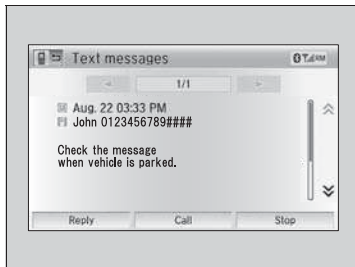 Text messages
1/1
Aug. 22 03:33 PM
John 0123456789####
Check the message
when vehicle is parked.
Reply Call Stop